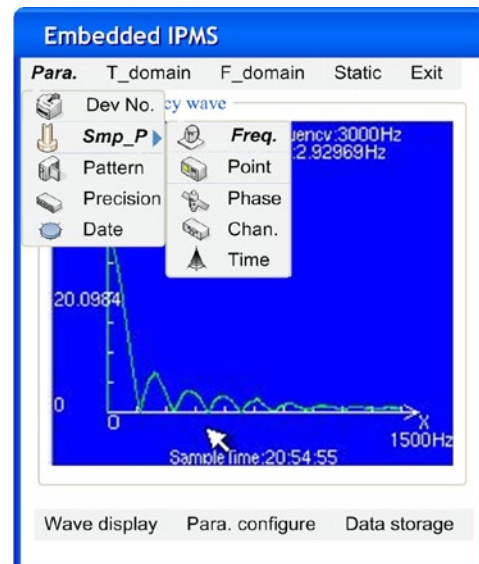 Embedded IPMS
Para. T_domain F_domain Static Exit
Dev No.
cy wave
Smp_P
Freq.
uency:3000Hz
Pattern
Point
:2.92969Hz
Precision
Phase
Date
Chan.
Time
20.0984
0
0
X
1500Hz
SampleTime:20:54:55
Wave display Para. configure Data storage